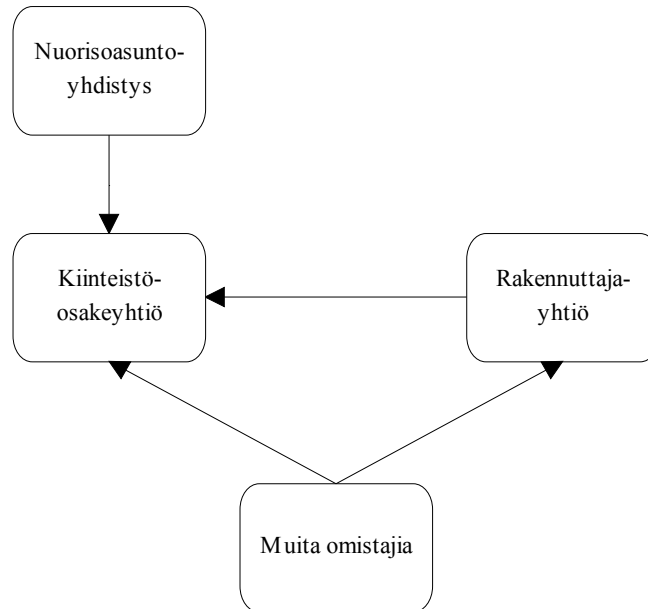 Nuorisoasunto-
yhdistys
Kiinteistö-
osakeyhtiö
Rakennuttaja-
yhtiö
Muita omistajia